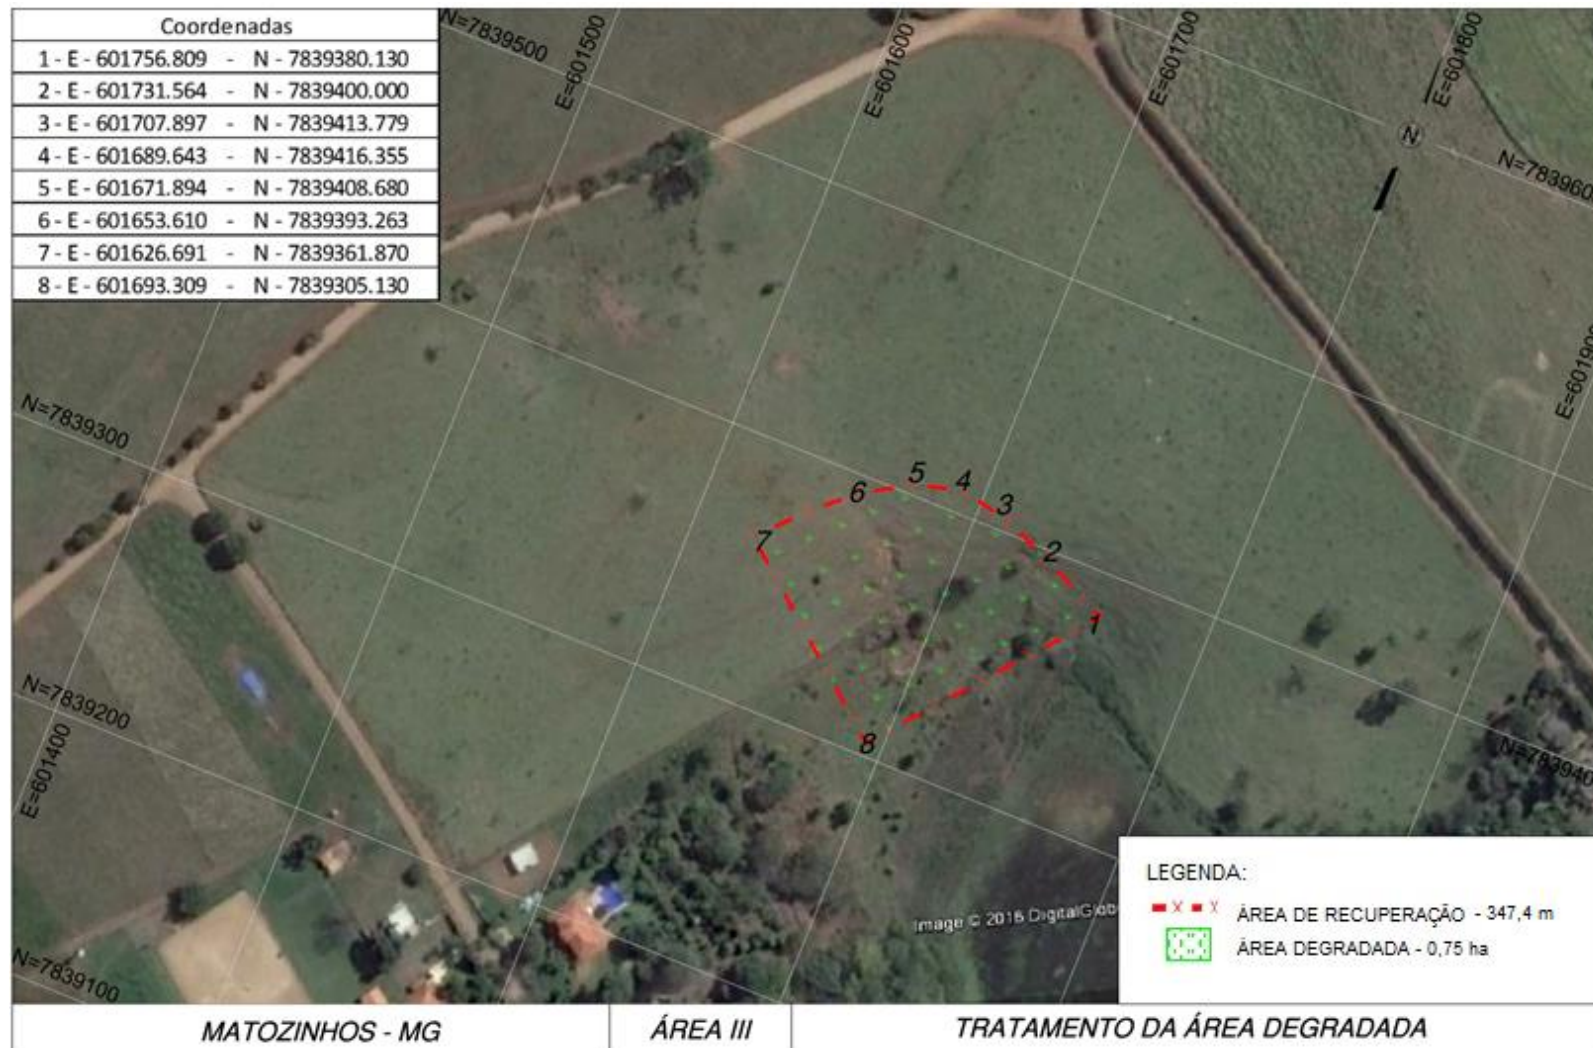 Coordenadas
1 - E - 601756.809 - N - 7839380.130
2 - E - 601731.564 - N - 7839400.000
3 - E - 601707.897 - N - 7839413.779
4 - E - 601689.643 - N - 7839416.355
5 - E - 601671.894 - N - 7839408.680
6 - E - 601653.610 - N - 7839393.263
7 - E - 601626.691 - N - 7839361.870
8 - E - 601693.309 - N - 7839305.130
N=7839500
E=601500
E=601600
E=601700
E=601800
N
N=7839600
E=601900
N=7839300
5
4
6
3
7
2
1
N=7839200
E=601400
8
N=7839400
N=7839100
Image © 2016 DigitalGlob
LEGENDA:
ÁREA DE RECUPERAÇÃO - 347,4 m
ÁREA DEGRADADA - 0,75 ha
MATOZINHOS - MG
ÁREA III
TRATAMENTO DA ÁREA DEGRADADA